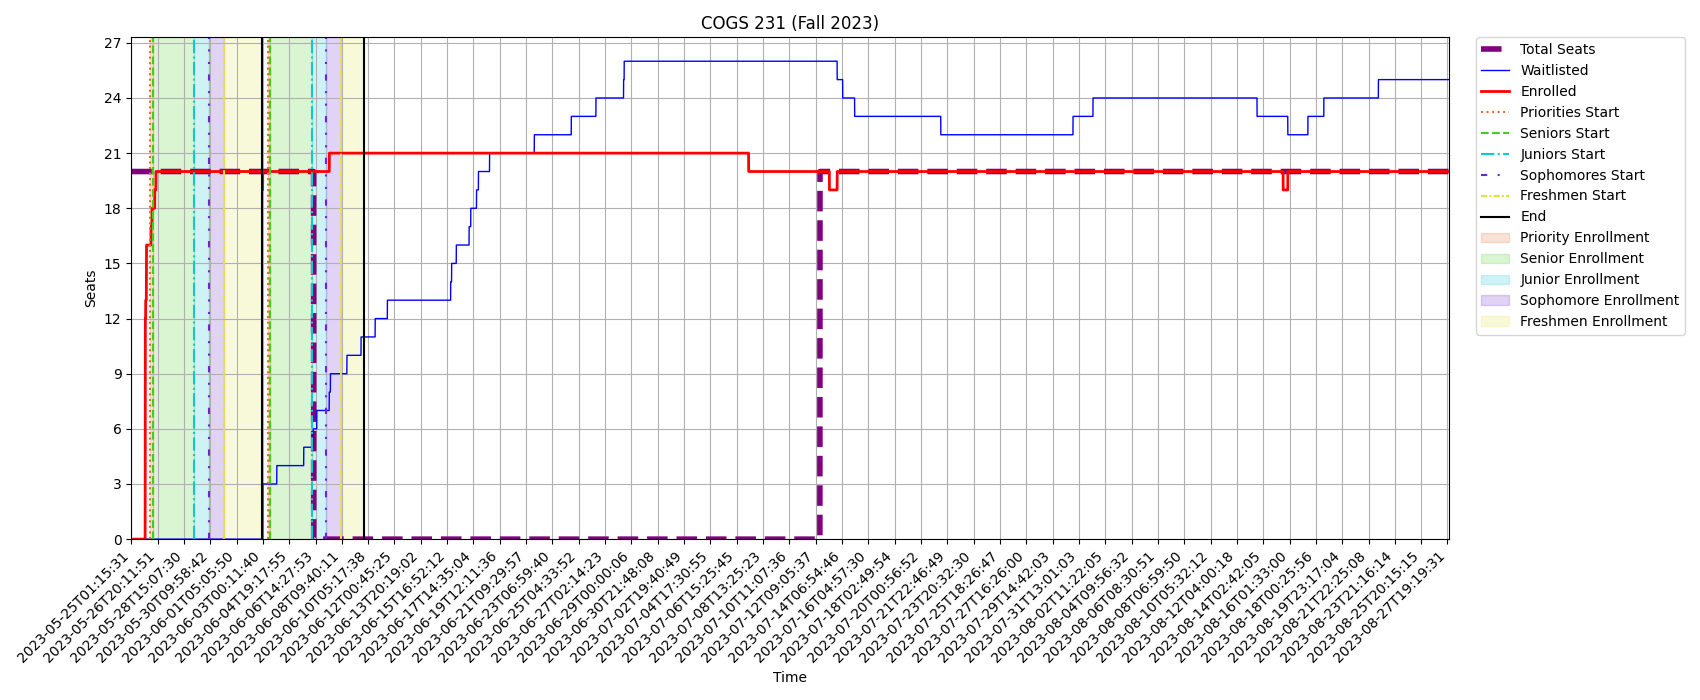 COGS 231 (Fall 2023)
27
24
21
18
15
12
9
6
3
0
Seats
2023-05-25T01:15:31
2023-05-26T20:11:51
2023-05-28T15:07:30
2023-05-30T09:58:42
2023-06-01T05:05:50
2023-06-03T00:11:40
2023-06-04T19:17:55
2023-06-06T14:27:53
2023-06-08T09:40:11
2023-06-10T05:17:38
2023-06-12T00:45:25
2023-06-13T20:19:02
2023-06-15T16:52:12
2023-06-17T14:35:04
2023-06-19T12:11:36
2023-06-21T09:29:57
2023-06-23T06:59:40
2023-06-25T04:33:52
2023-06-27T02:14:23
2023-06-29T00:00:06
2023-06-30T21:48:08
2023-07-02T19:40:49
2023-07-04T17:30:55
2023-07-06T15:25:45
2023-07-08T13:25:23
2023-07-10T11:07:36
2023-07-12T09:05:37
2023-07-14T06:54:46
2023-07-16T04:57:30
2023-07-18T02:49:54
2023-07-20T00:56:52
2023-07-21T22:46:49
2023-07-23T20:32:30
2023-07-25T18:26:47
2023-07-27T16:26:00
2023-07-29T14:42:03
2023-07-31T13:01:03
2023-08-02T11:22:05
2023-08-04T09:56:32
2023-08-06T08:30:51
2023-08-08T06:59:50
2023-08-10T05:32:12
2023-08-12T04:00:18
2023-08-14T02:42:05
2023-08-16T01:33:00
2023-08-18T00:25:56
2023-08-19T23:17:04
2023-08-21T22:25:08
2023-08-23T21:16:14
2023-08-25T20:15:15
2023-08-27T19:19:31
Time
Total Seats
Waitlisted
Enrolled
Priorities Start
Seniors Start
Juniors Start
Sophomores Start
Freshmen Start
End
Priority Enrollment
Senior Enrollment
Junior Enrollment
Sophomore Enrollment
Freshmen Enrollment